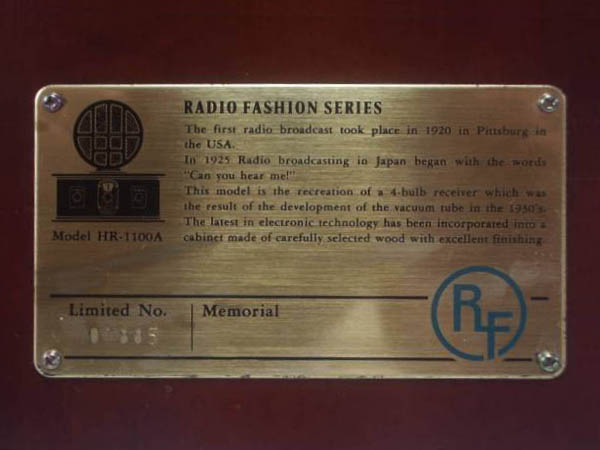 RADIO FASHION SERIES
The first radio broadcast took place in 1920 in Pittsburg in
the USA.
In 1925 Radio broadcasting in Japan began with the words
"Can you hear me!"
This model is the recreation of a 4-bulb receiver which was
the result of the development of the vacuum tube in the 1930's.
The latest in electronic technology has been incorporated into a
cabinet made of carefully selected wood with excellent finishing.
Model HR-1100A
Limited No.
Memorial
RF